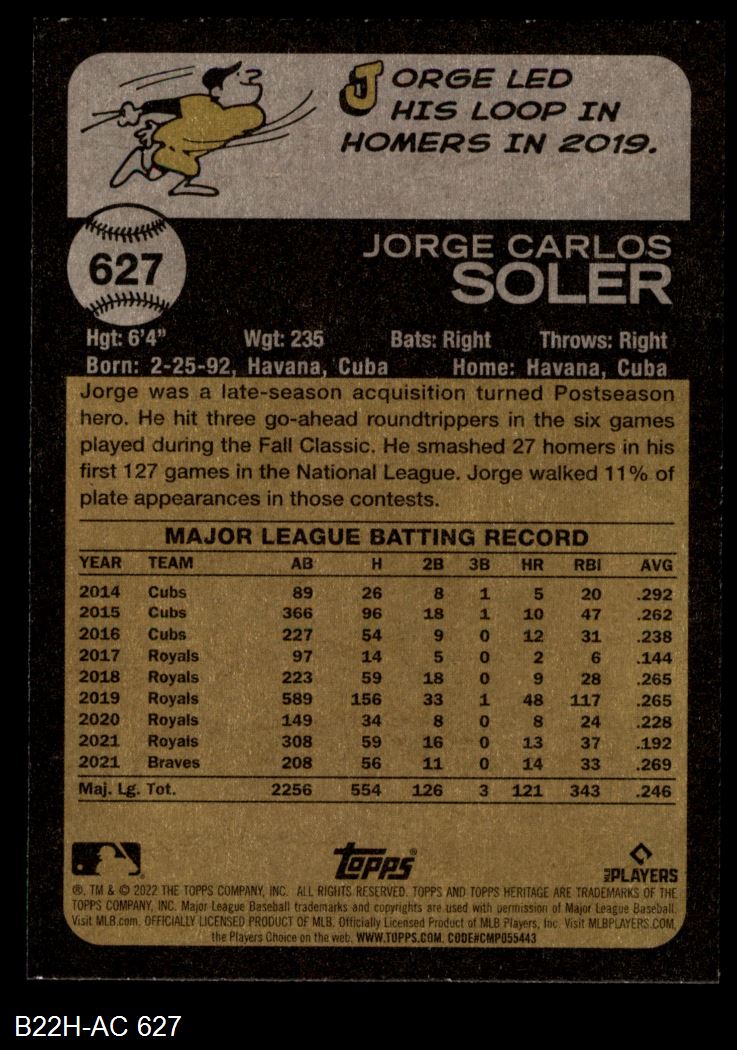 JORGE LED
HIS LOOP IN
HOMERS IN 2019.
627
JORGE CARLOS
SOLER
Hgt: 6'4" Wgt: 235 Bats: Right Throws: Right
Born: 2-25-92, Havana, Cuba Home: Havana, Cuba
Jorge was a late-season acquisition turned Postseason
hero. He hit three go-ahead roundtrippers in the six games
played during the Fall Classic. He smashed 27 homers in his
first 127 games in the National League. Jorge walked 11% of
plate appearances in those contests.
MAJOR LEAGUE BATTING RECORD
YEAR TEAM AB H 2B 3B HR RBI AVG
2014 Cubs 89 26 8 1 5 20 .292
2015 Cubs 366 96 18 1 10 47 .262
2016 Cubs 227 54 9 0 12 31 .238
2017 Royals 97 14 5 0 2 6 .144
2018 Royals 223 59 18 0 9 28 .265
2019 Royals 589 156 33 1 48 117 .265
2020 Royals 149 34 8 0 8 24 .228
2021 Royals 308 59 16 0 13 37 .192
2021 Braves 208 56 11 0 14 33 .269
Maj. Lg. Tot. 2256 554 126 3 121 343 .246
Topps® MLB PLAYERS
®, TM & © 2022 THE TOPPS COMPANY, INC. ALL RIGHTS RESERVED. TOPPS AND TOPPS HERITAGE ARE TRADEMARKS OF THE
TOPPS COMPANY, INC. Major League Baseball trademarks and copyrights are used with permission of Major League Baseball.
Visit MLB.com. OFFICIALLY LICENSED PRODUCT OF MLB. Officially Licensed Product of MLB Players, Inc. Visit MLBPLAYERS.COM,
the Players Choice on the web. WWW.TOPPS.COM. CODE#CMP055443
B22H-AC 627